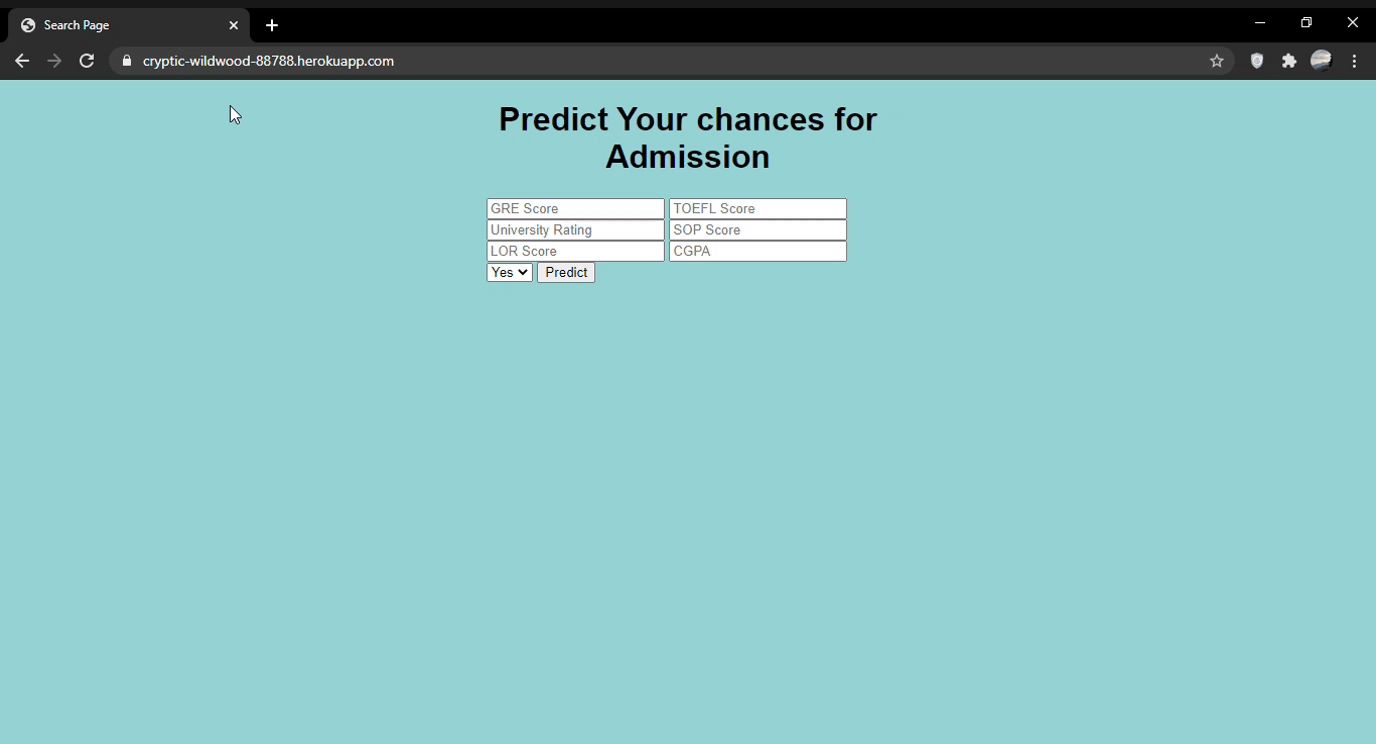 Search Page
cryptic-wildwood-88788.herokuapp.com
Predict Your chances for
Admission
GRE Score TOEFL Score
University Rating SOP Score
LOR Score CGPA
Yes Predict